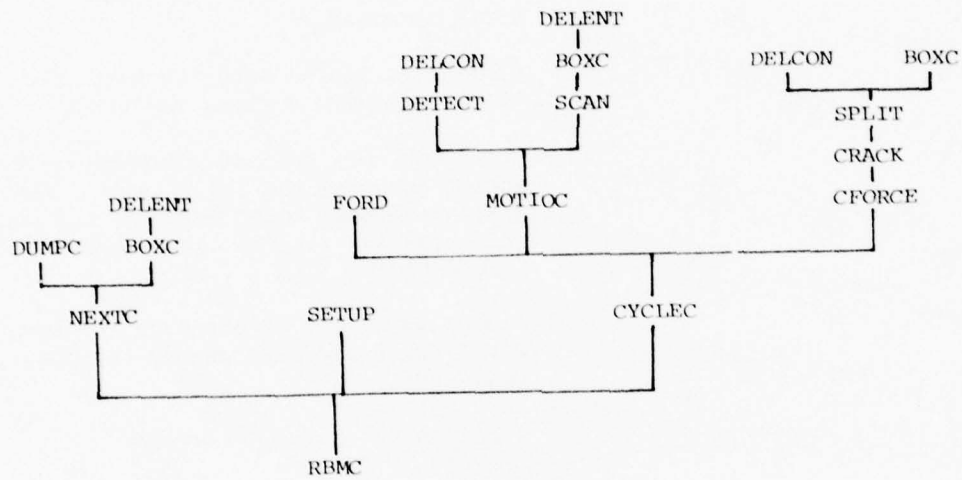 DELENT
DELCON BOXC DELCON BOXC
DETECT SCAN
SPLIT
CRACK
FORD MOTIOC CFORCE
DELENT
DUMPC BOXC
NEXTC SETUP CYCLEC
RBMC